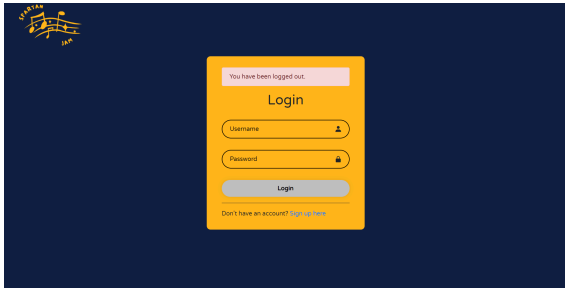 SPARTAN
JAM
You have been logged out.
Login
Username
Password
Login
Don't have an account? Sign up here